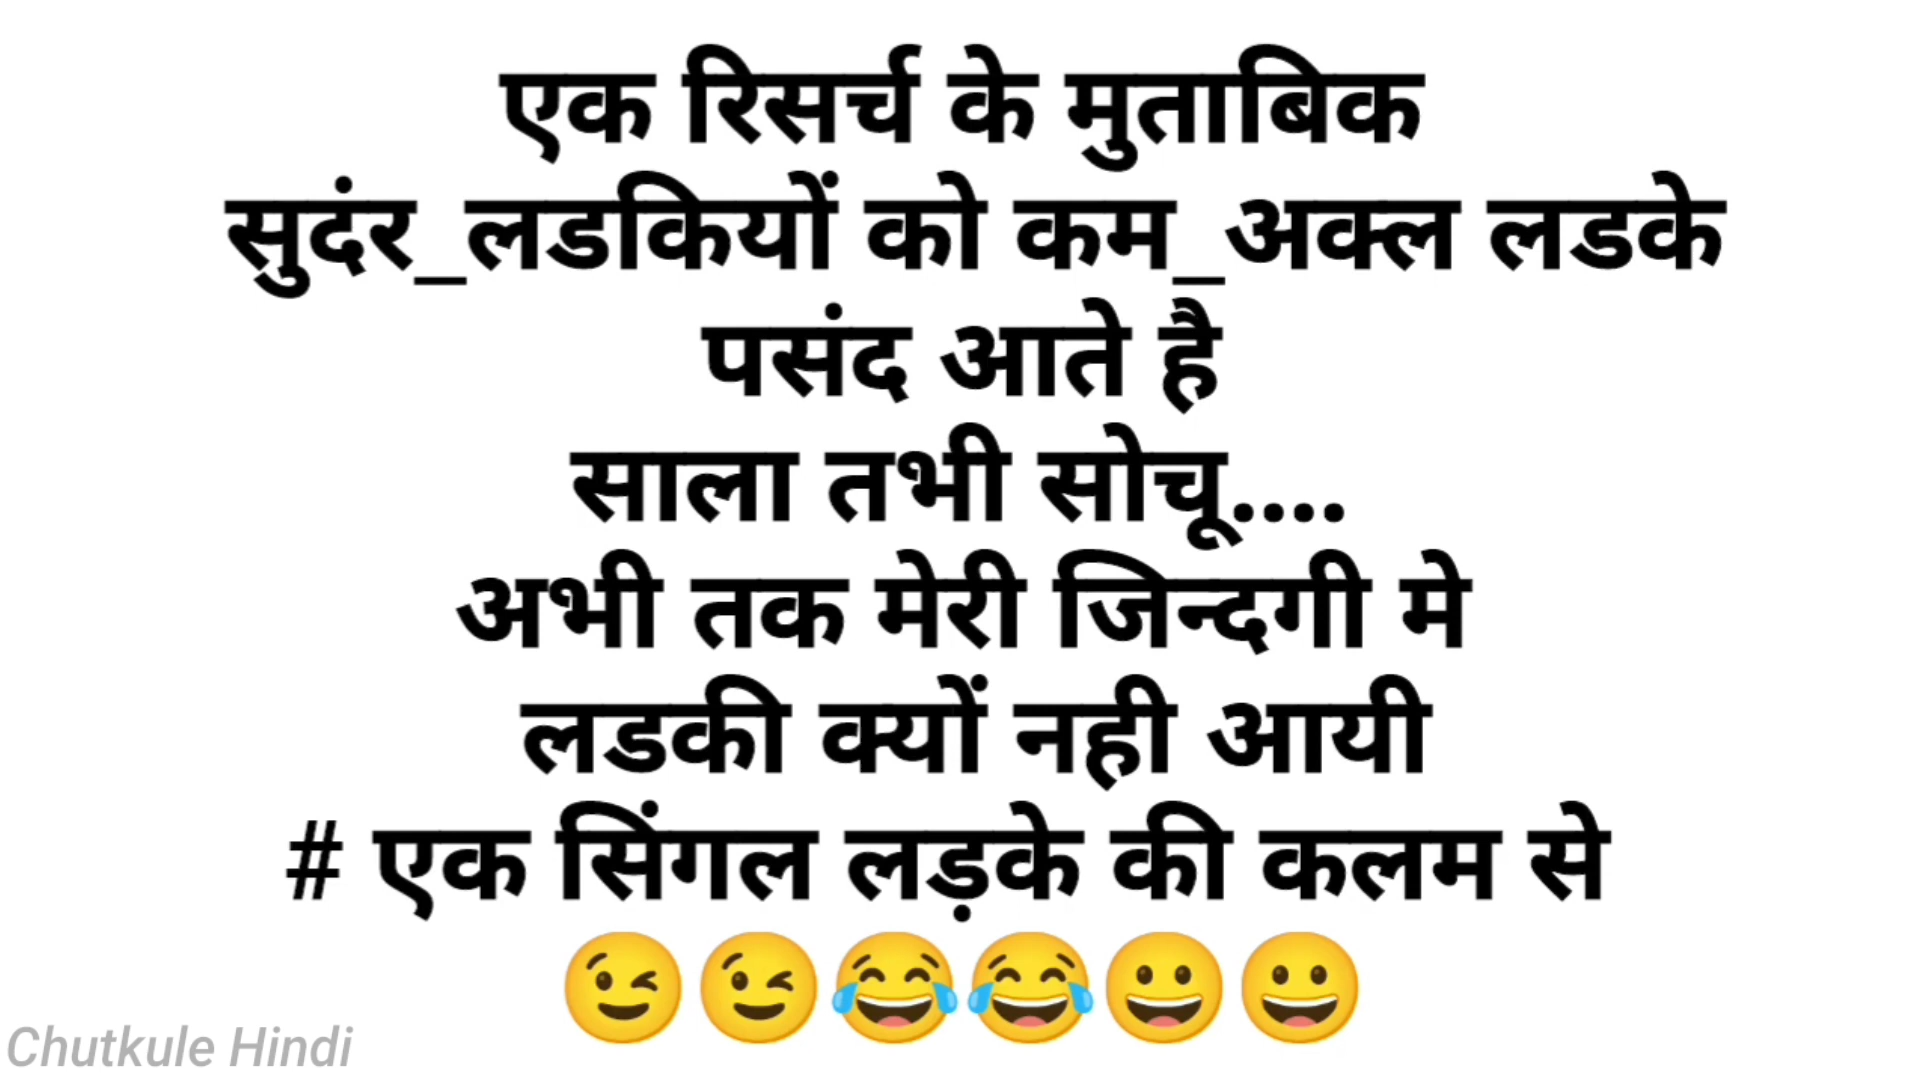 एक रिसर्च के मुताबिक
सुदंर_लडकियों को कम_अक्ल लडके
पसंद आते है
साला तभी सोचू....
अभी तक मेरी जिन्दगी मे
लडकी क्यों नही आयी
# एक सिंगल लड़के की कलम से
😉😉😂😂😀😀
Chutkule Hindi